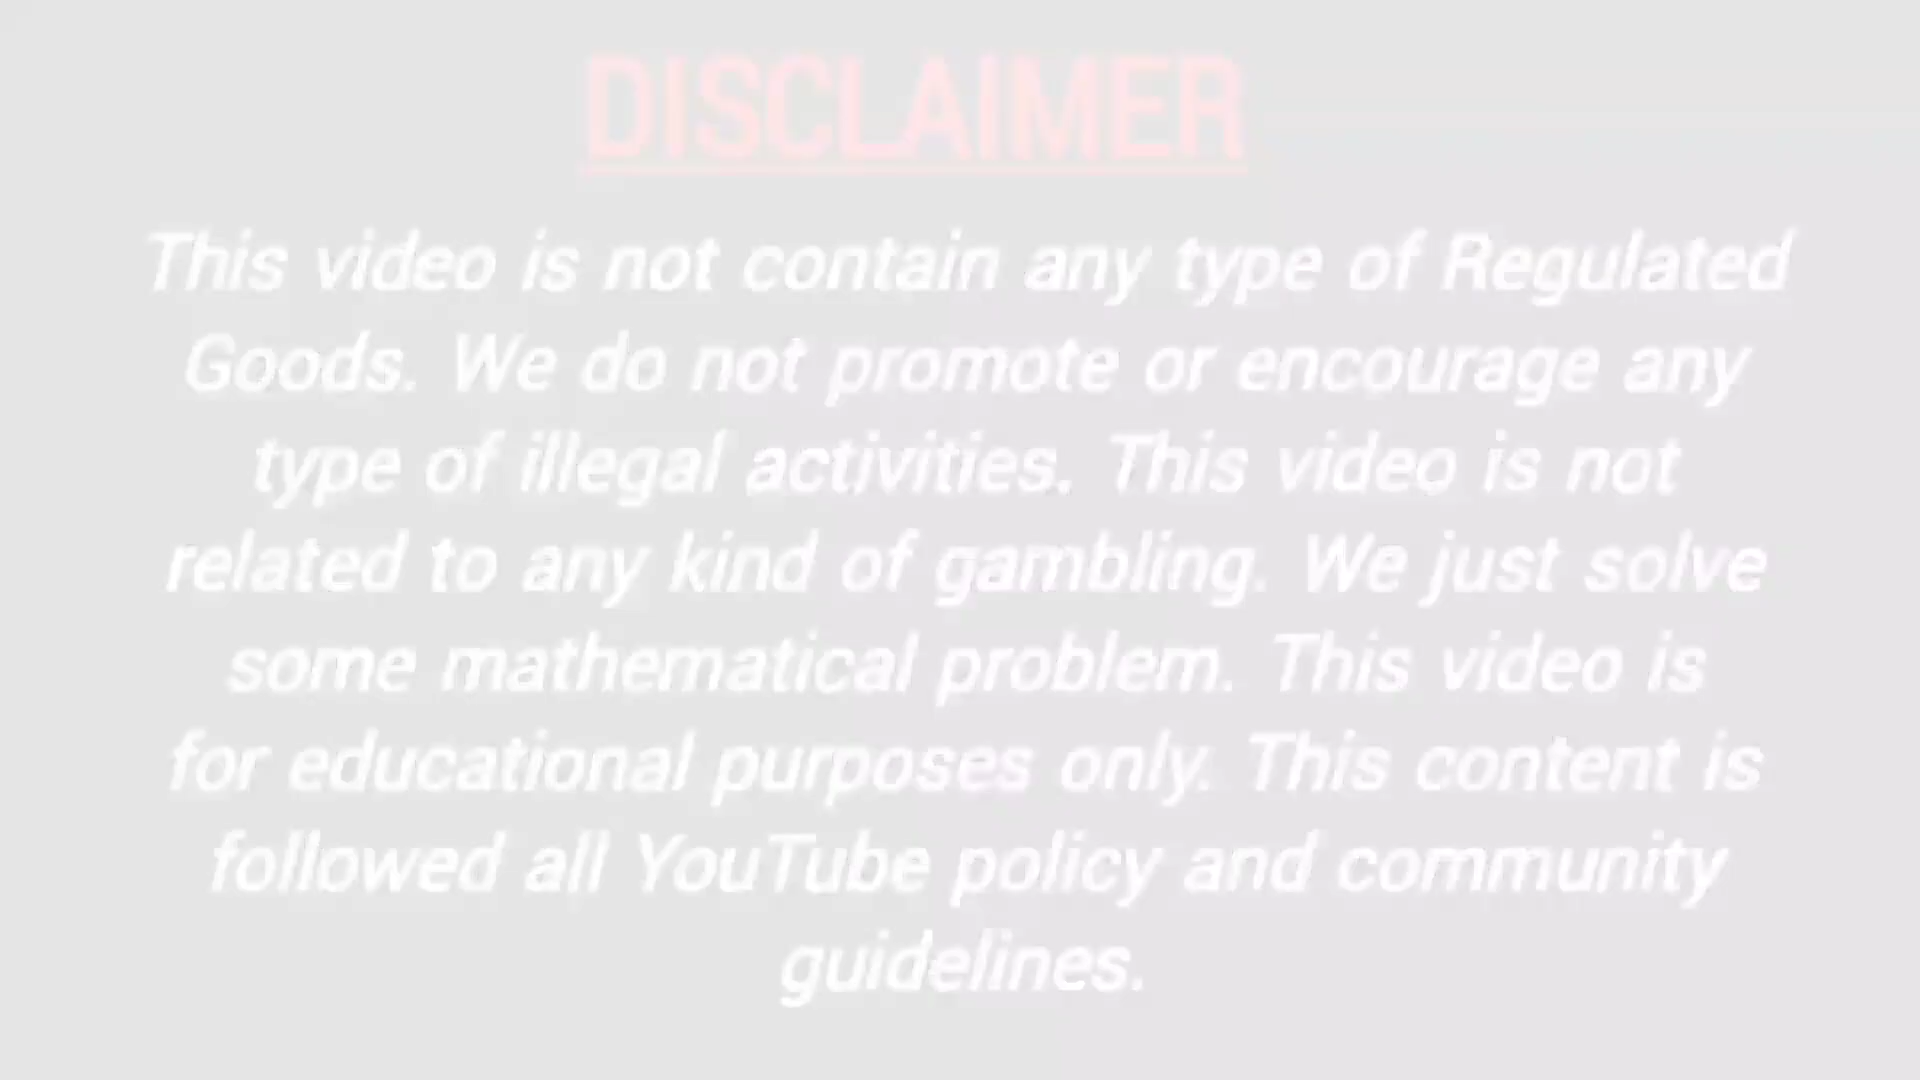 DISCLAIMER
This video is not contain any type of Regulated
Goods. We do not promote or encourage any
type of illegal activities. This video is not
related to any kind of gambling. We just solve
some mathematical problem. This video is
for educational purposes only. This content is
followed all YouTube policy and community
guidelines.